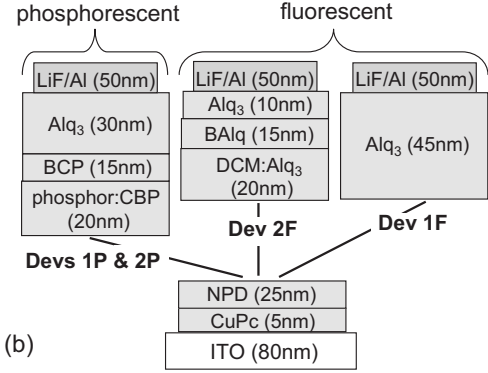 phosphorescent
fluorescent
LiF/Al (50nm)
Alq₃ (30nm)
BCP (15nm)
phosphor:CBP
(20nm)
LiF/Al (50nm)
Alq₃ (10nm)
BAlq (15nm)
DCM:Alq₃
(20nm)
LiF/Al (50nm)
Alq₃ (45nm)
Devs 1P & 2P
Dev 2F
Dev 1F
NPD (25nm)
CuPc (5nm)
ITO (80nm)
(b)